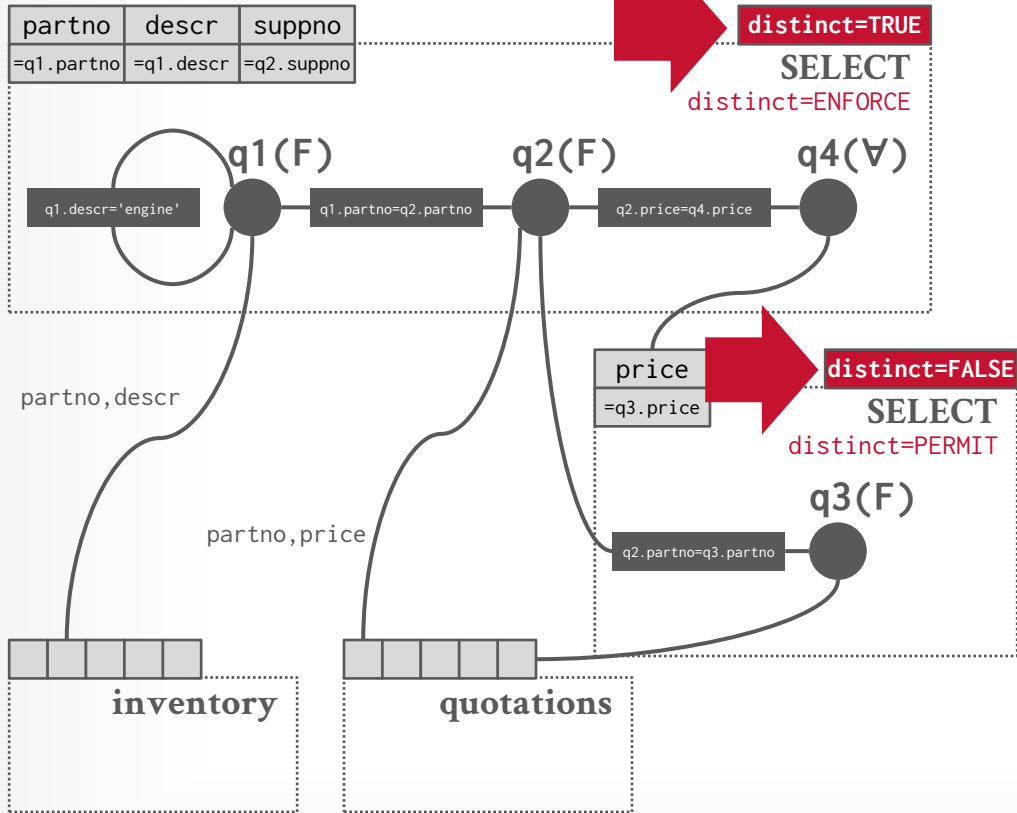 partno descr suppno
=q1.partno =q1.descr =q2.suppno
distinct=TRUE
SELECT
distinct=ENFORCE
q1(F)
q2(F)
q4(∀)
q1.descr='engine'
q1.partno=q2.partno
q2.price=q4.price
price
=q3.price
distinct=FALSE
SELECT
distinct=PERMIT
partno,descr
q3(F)
partno,price
q2.partno=q3.partno
inventory
quotations